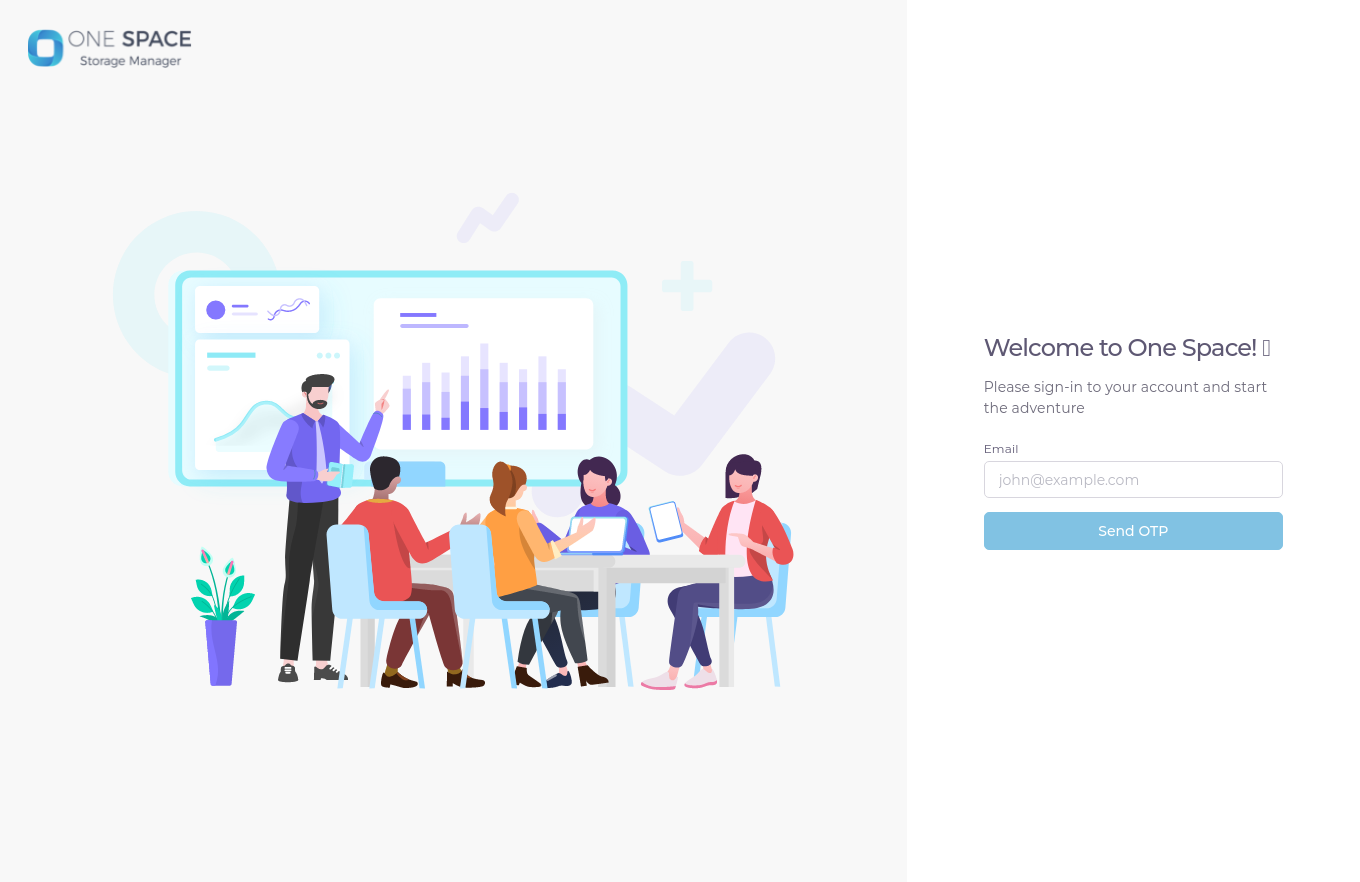 ONE SPACE
Storage Manager
Welcome to One Space!
Please sign-in to your account and start
the adventure
Email
john@example.com
Send OTP